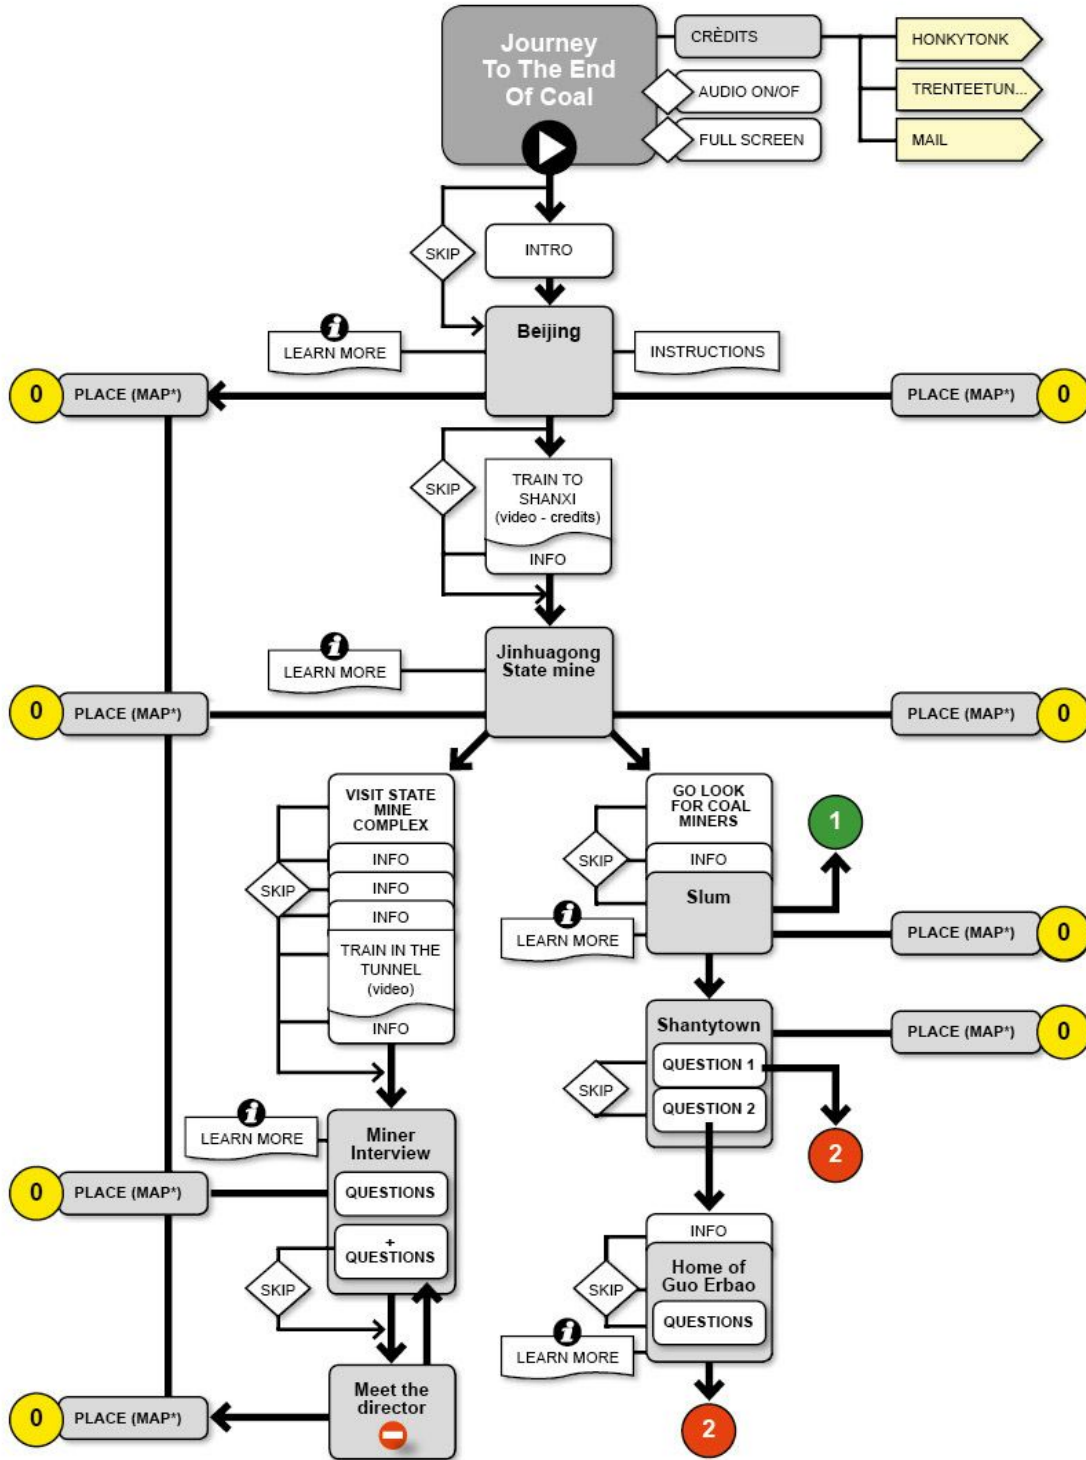 Journey
To The End
Of Coal
CRÈDITS
AUDIO ON/OF
FULL SCREEN
HONKYTONK
TRENTEETUN...
MAIL
SKIP
INTRO
Beijing
i
LEARN MORE
INSTRUCTIONS
0
PLACE (MAP*)
PLACE (MAP*)
0
SKIP
TRAIN TO
SHANXI
(video - credits)
INFO
Jinhuagong
State mine
i
LEARN MORE
0
PLACE (MAP*)
PLACE (MAP*)
0
VISIT STATE
MINE
COMPLEX
INFO
INFO
INFO
SKIP
TRAIN IN THE
TUNNEL
(video)
INFO
GO LOOK
FOR COAL
MINERS
SKIP
INFO
Slum
1
i
LEARN MORE
PLACE (MAP*)
0
Shantytown
PLACE (MAP*)
0
QUESTION 1
SKIP
QUESTION 2
2
i
LEARN MORE
Miner
Interview
0
PLACE (MAP*)
QUESTIONS
+
QUESTIONS
SKIP
INFO
Home of
Guo Erbao
SKIP
QUESTIONS
i
LEARN MORE
2
Meet the
director
0
PLACE (MAP*)